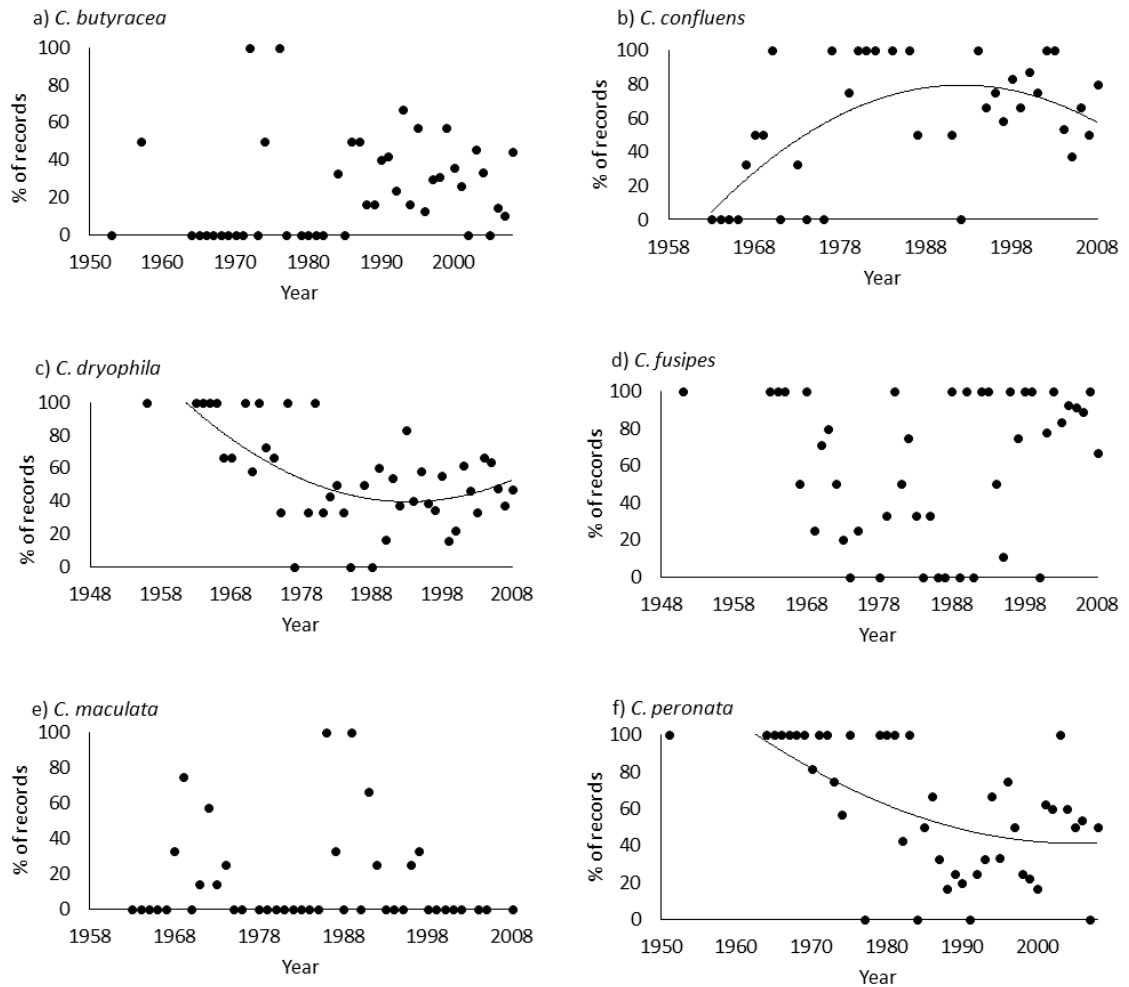 a) C. butyracea
% of records
100
80
60
40
20
0
1950 1960 1970 1980 1990 2000
Year
b) C. confluens
% of records
100
80
60
40
20
0
1958 1968 1978 1988 1998 2008
Year
c) C. dryophila
% of records
100
80
60
40
20
0
1948 1958 1968 1978 1988 1998 2008
Year
d) C. fusipes
% of records
100
80
60
40
20
0
1948 1958 1968 1978 1988 1998 2008
Year
e) C. maculata
% of records
100
80
60
40
20
0
1958 1968 1978 1988 1998 2008
Year
f) C. peronata
% of records
100
80
60
40
20
0
1950 1960 1970 1980 1990 2000
Year